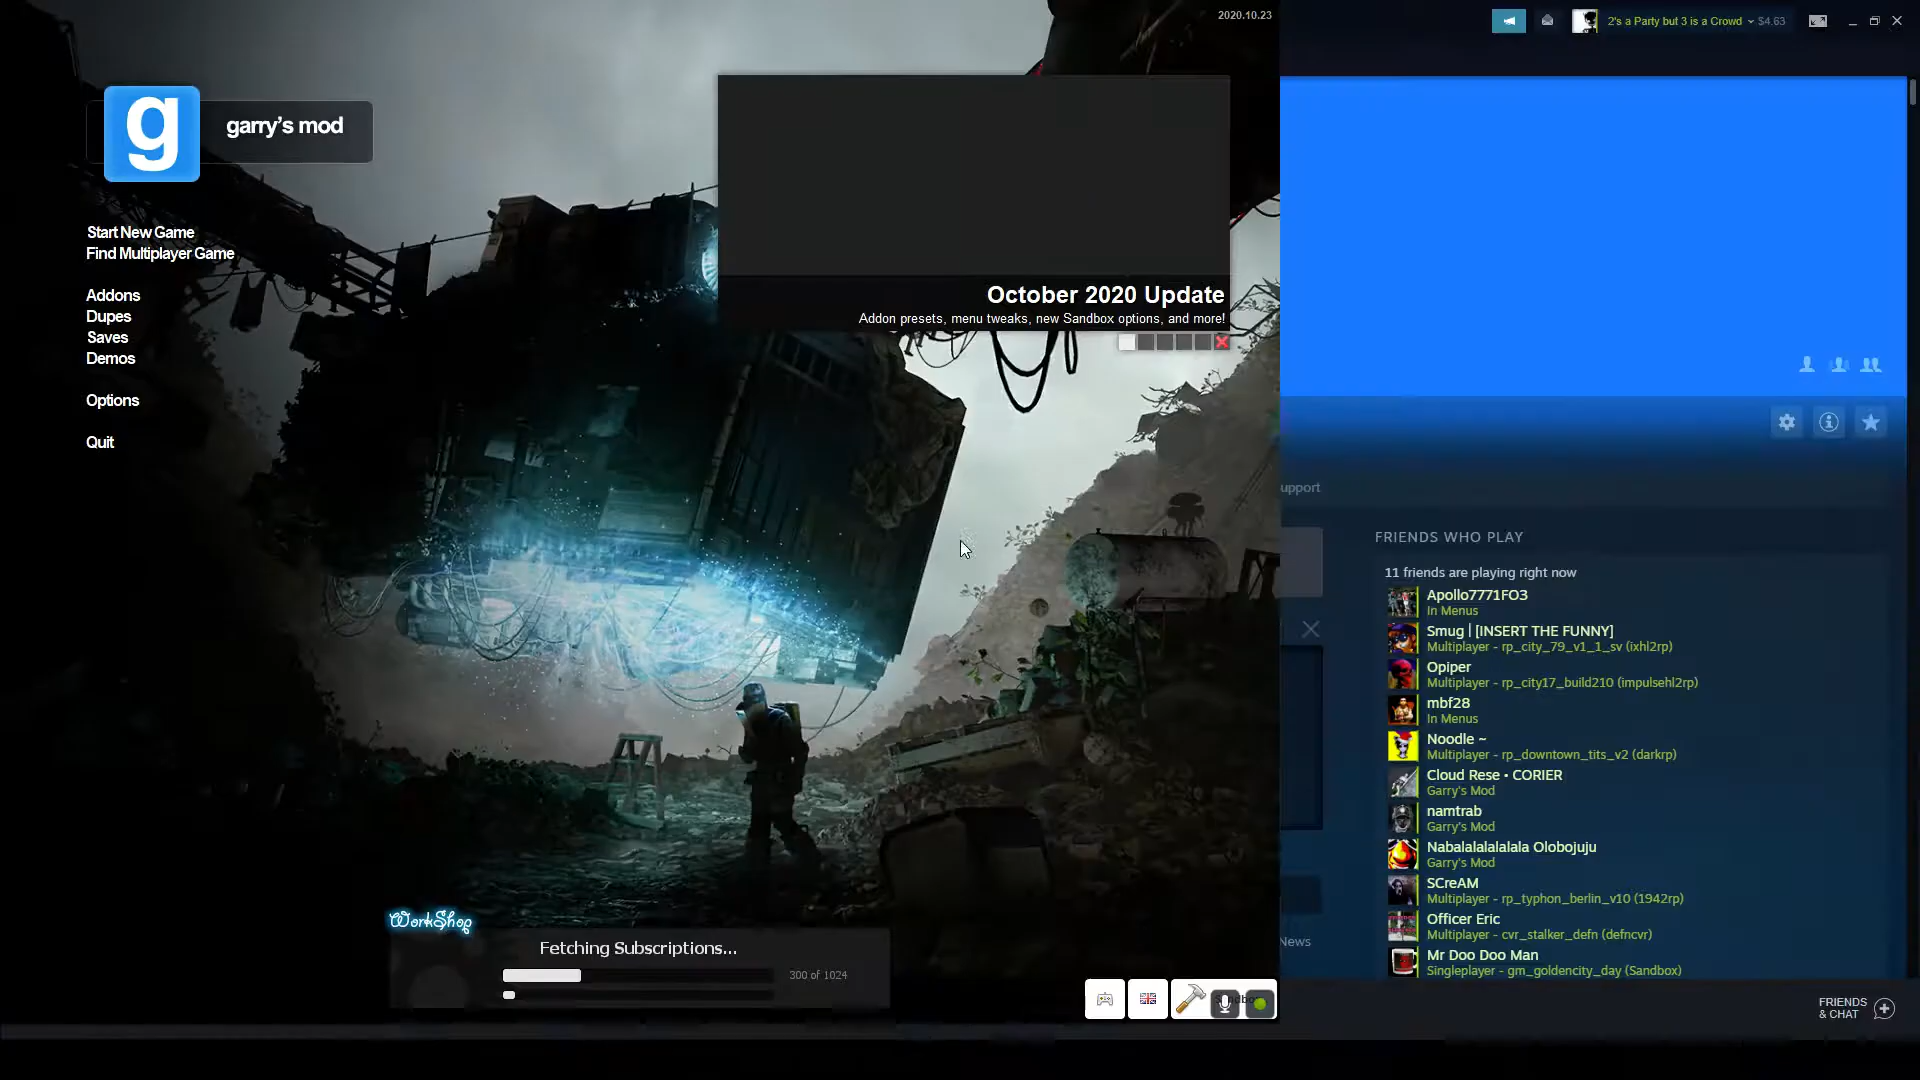 2020.10.23
2's a Party but 3 is a Crowd
$4.63
g
garry's mod
Start New Game
Find Multiplayer Game
Addons
Dupes
Saves
Demos
Options
Quit
October 2020 Update
Addon presets, menu tweaks, new Sandbox options, and more!
upport
FRIENDS WHO PLAY
11 friends are playing right now
Apollo7771FO3
In Menus
Smug | [INSERT THE FUNNY]
Multiplayer - rp_city_79_v1_1_sv (ixhl2rp)
Opiper
Multiplayer - rp_city17_build210 (impulsehl2rp)
mbf28
In Menus
Noodle ~
Multiplayer - rp_downtown_tits_v2 (darkrp)
Cloud Rese • CORIER
Garry's Mod
namtrab
Garry's Mod
Nabalalalalalala Olobojuju
Garry's Mod
SCreAM
Multiplayer - rp_typhon_berlin_v10 (1942rp)
Officer Eric
Multiplayer - cvr_stalker_defn (defncvr)
Mr Doo Doo Man
Singleplayer - gm_goldencity_day (Sandbox)
News
WorkShop
Fetching Subscriptions...
300 of 1024
FRIENDS
& CHAT